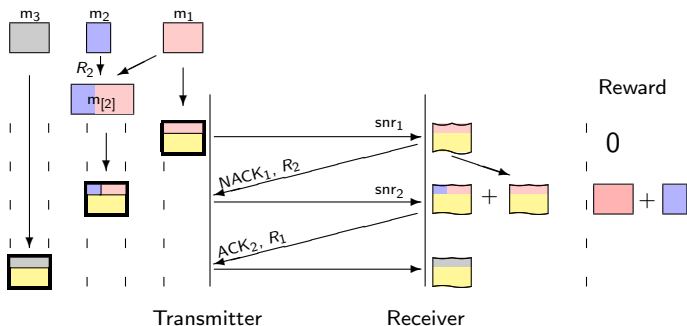 m3 m2 m1
R2
m[2]
Reward
snr1
0
NACK1, R2
snr2
+ +
ACK2, R1
Transmitter Receiver